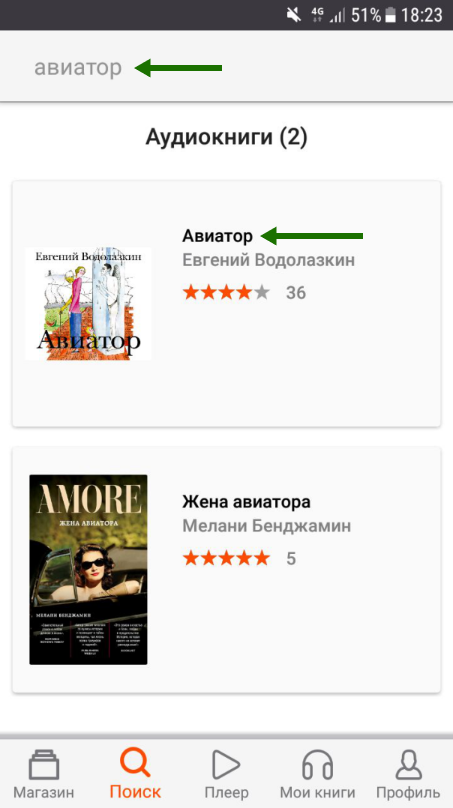 4G 51% 18:23
авиатор
Аудиокниги (2)
Евгений Водолазкин
Авиатор
Авиатор
Евгений Водолазкин
36
AMORE
ЖЕНА АВИАТОРА
МЕЛАНИ БЕНДЖАМИН
Жена авиатора
Мелани Бенджамин
5
Магазин Поиск Плеер Мои книги Профиль